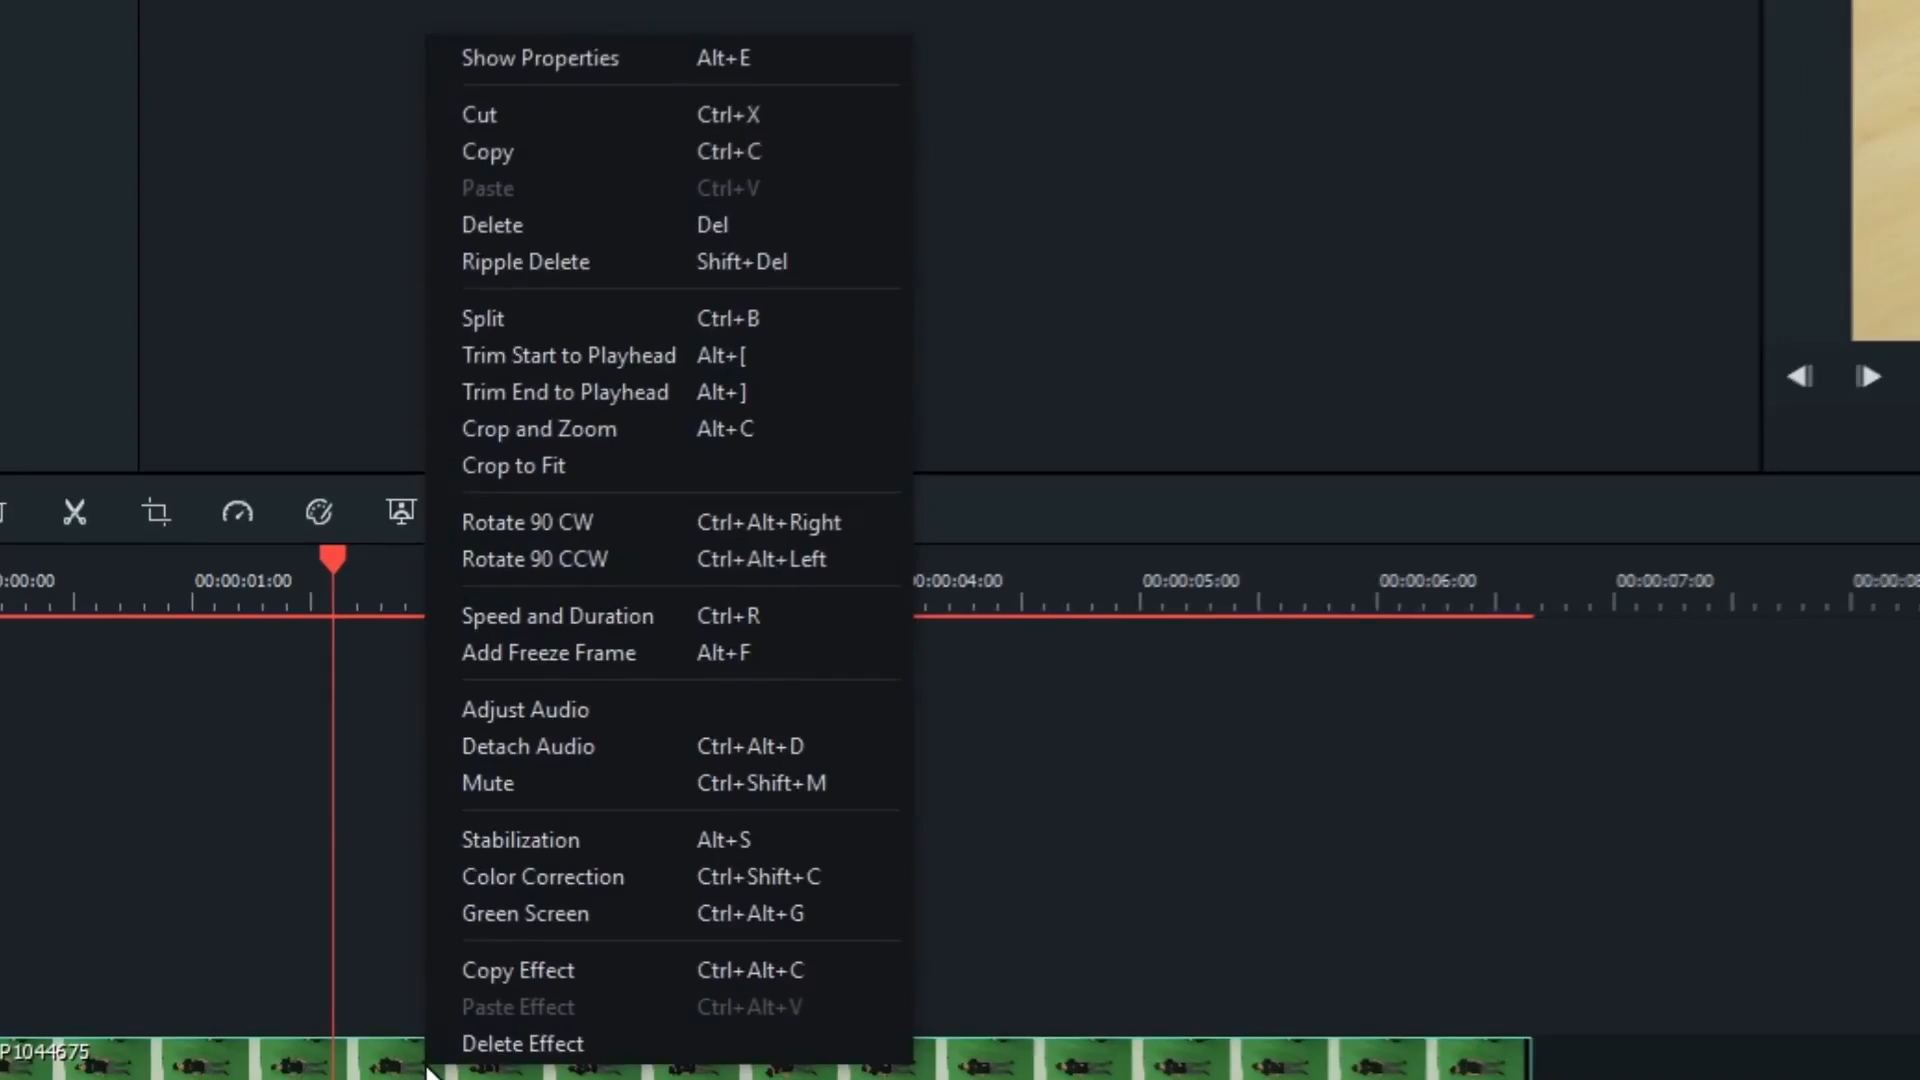 Show Properties Alt+E
Cut Ctrl+X
Copy Ctrl+C
Paste Ctrl+V
Delete Del
Ripple Delete Shift+Del
Split Ctrl+B
Trim Start to Playhead Alt+[
Trim End to Playhead Alt+]
Crop and Zoom Alt+C
Crop to Fit
Rotate 90 CW Ctrl+Alt+Right
Rotate 90 CCW Ctrl+Alt+Left
0:00:00 00:00:01:00 0:00:04:00 00:00:05:00 00:00:06:00 00:00:07:00 00:00:08
Speed and Duration Ctrl+R
Add Freeze Frame Alt+F
Adjust Audio
Detach Audio Ctrl+Alt+D
Mute Ctrl+Shift+M
Stabilization Alt+S
Color Correction Ctrl+Shift+C
Green Screen Ctrl+Alt+G
Copy Effect Ctrl+Alt+C
Paste Effect Ctrl+Alt+V
Delete Effect
P1044675